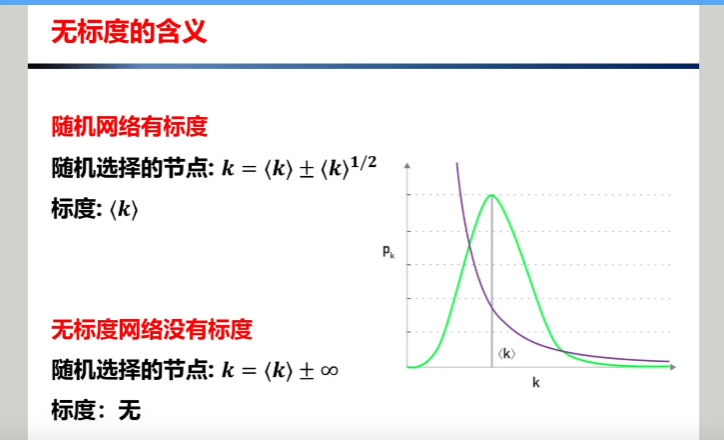 无标度的含义
随机网络有标度
随机选择的节点: k = ⟨k⟩ ± ⟨k⟩^1/2
标度: ⟨k⟩
无标度网络没有标度
随机选择的节点: k = ⟨k⟩ ± ∞
标度：无
pₖ
⟨k⟩
k